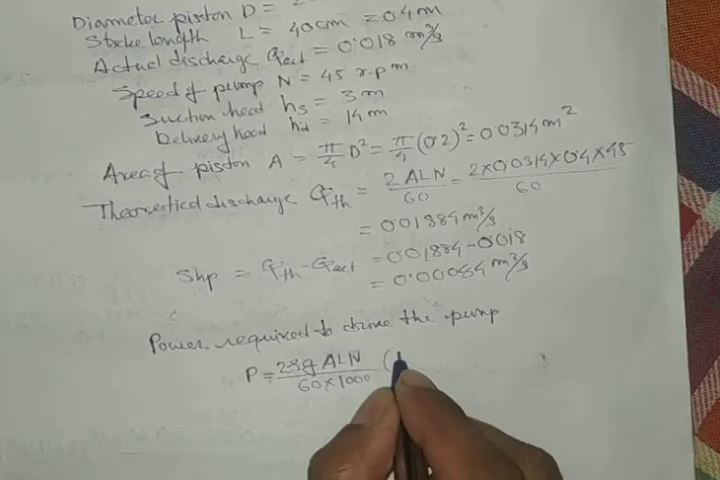 Diameter piston D =
Stroke length L = 40cm = 0.4 m
Actual discharge Qact = 0.018 m³/s
Speed of pump N = 45 r.p.m
Suction head hs = 3m
Delivery head hd = 14m
Area of piston A = π/4 D² = π/4 (0.2)² = 0.0314 m²
Theoretical discharge Qth = 2ALN/60 = 2×0.0314×0.4×45/60
= 0.01884 m³/s
Slip = Qth - Qact = 0.01884 - 0.018
= 0.00084 m³/s
Power required to drive the pump
P = 2ρgALN/60×1000 (